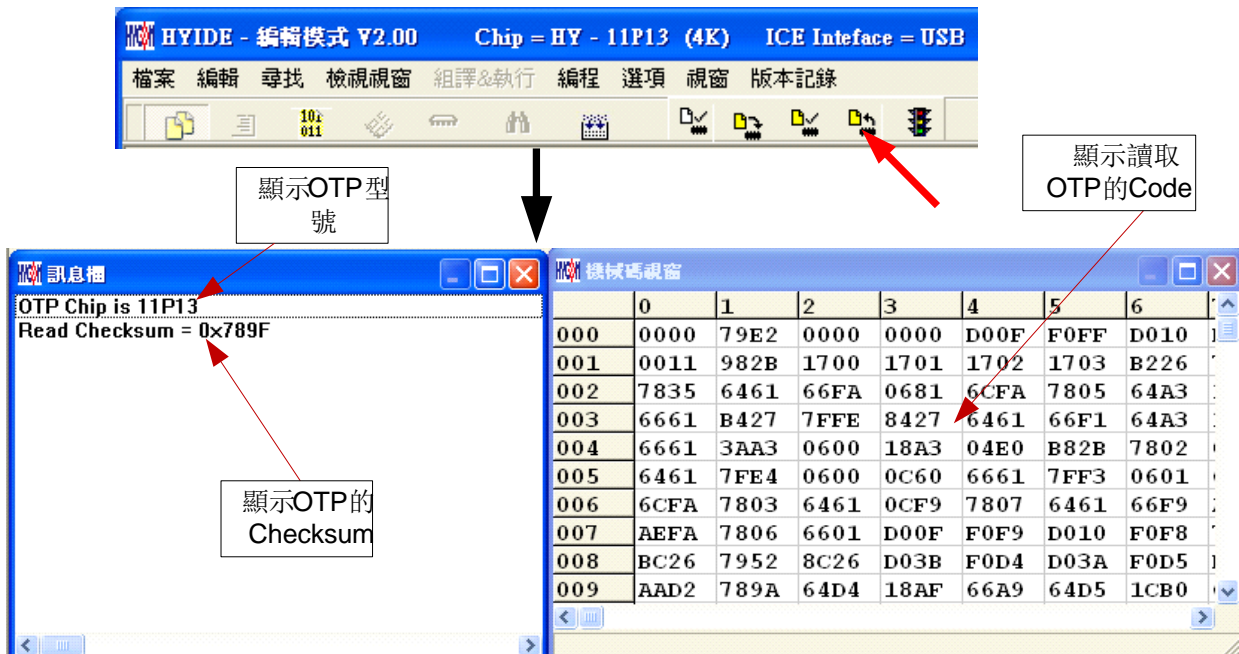 HYIDE - 編輯模式 V2.00 Chip = HY - 11P13 (4K) ICE Inteface = USB
檔案 編輯 尋找 檢視視窗 組譯&執行 編程 選項 視窗 版本記錄
顯示OTP型
號
顯示讀取
OTP的Code
訊息欄
OTP Chip is 11P13
Read Checksum = 0x789F
顯示OTP的
Checksum
機械碼視窗
0 1 2 3 4 5 6
000 0000 79E2 0000 0000 D00F F0FF D010
001 0011 982B 1700 1701 1702 1703 B226
002 7835 6461 66FA 0681 6CFA 7805 64A3
003 6661 B427 7FFE 8427 6461 66F1 64A3
004 6661 3AA3 0600 18A3 04E0 B82B 7802
005 6461 7FE4 0600 0C60 6661 7FF3 0601
006 6CFA 7803 6461 0CF9 7807 6461 66F9
007 AEFA 7806 6601 D00F F0F9 D010 F0F8
008 BC26 7952 8C26 D03B F0D4 D03A F0D5
009 AAD2 789A 64D4 18AF 66A9 64D5 1CB0